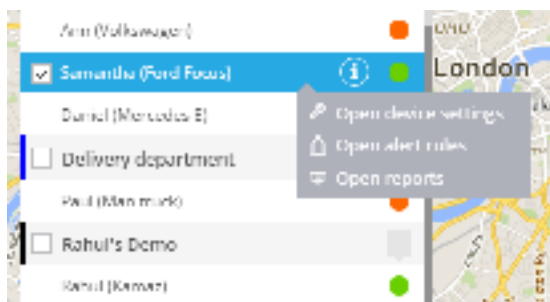 Ann (Volkswagen)
Samantha (Ford Focus)
London
Daniel (Mercedes E)
Open device settings
Open alert rules
Delivery department
Open reports
Paul (Man truck)
Rahul's Demo
Rahul (Kamaz)